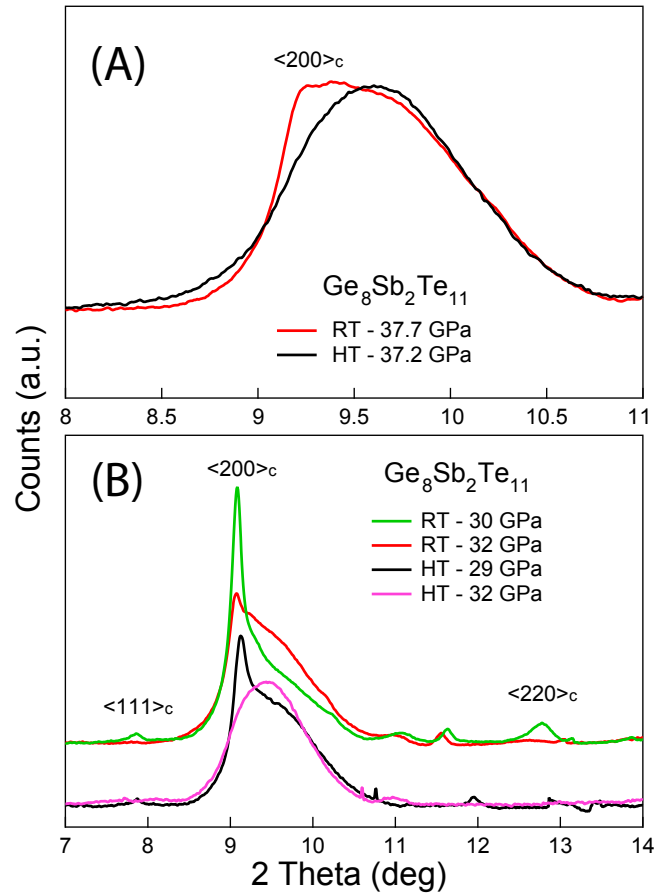 (A)
<200>c
Ge8Sb2Te11
RT - 37.7 GPa
HT - 37.2 GPa
8 8.5 9 9.5 10 10.5 11
Counts (a.u.)
(B)
<200>c
Ge8Sb2Te11
RT - 30 GPa
RT - 32 GPa
HT - 29 GPa
HT - 32 GPa
<111>c
<220>c
7 8 9 10 11 12 13 14
2 Theta (deg)